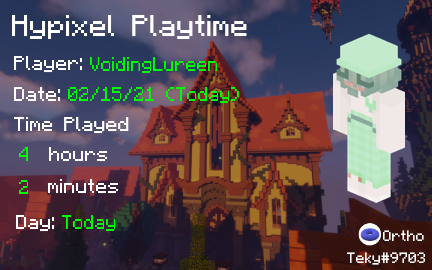 Hypixel Playtime
Player: VoidingLureen
Date: 02/15/21 (Today)
Time Played
4 hours
2 minutes
Day: Today
Ortho
Teky#9703